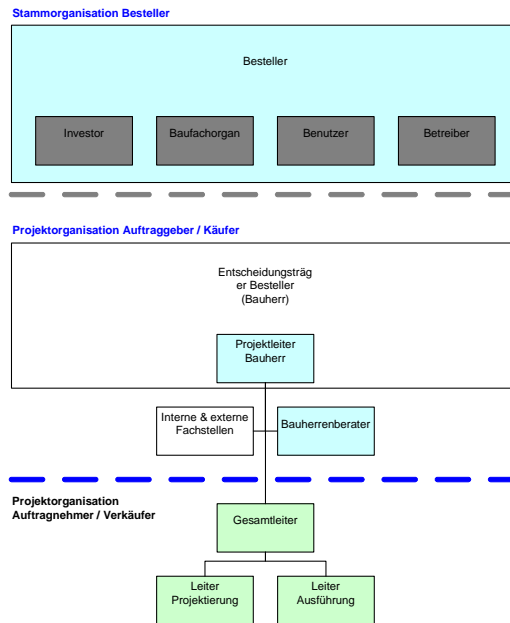 Stammorganisation Besteller
Besteller
Investor
Baufachorgan
Benutzer
Betreiber
Projektorganisation Auftraggeber / Käufer
Entscheidungsträg
er Besteller
(Bauherr)
Projektleiter
Bauherr
Interne & externe
Fachstellen
Bauherrenberater
Projektorganisation
Auftragnehmer / Verkäufer
Gesamtleiter
Leiter
Projektierung
Leiter
Ausführung